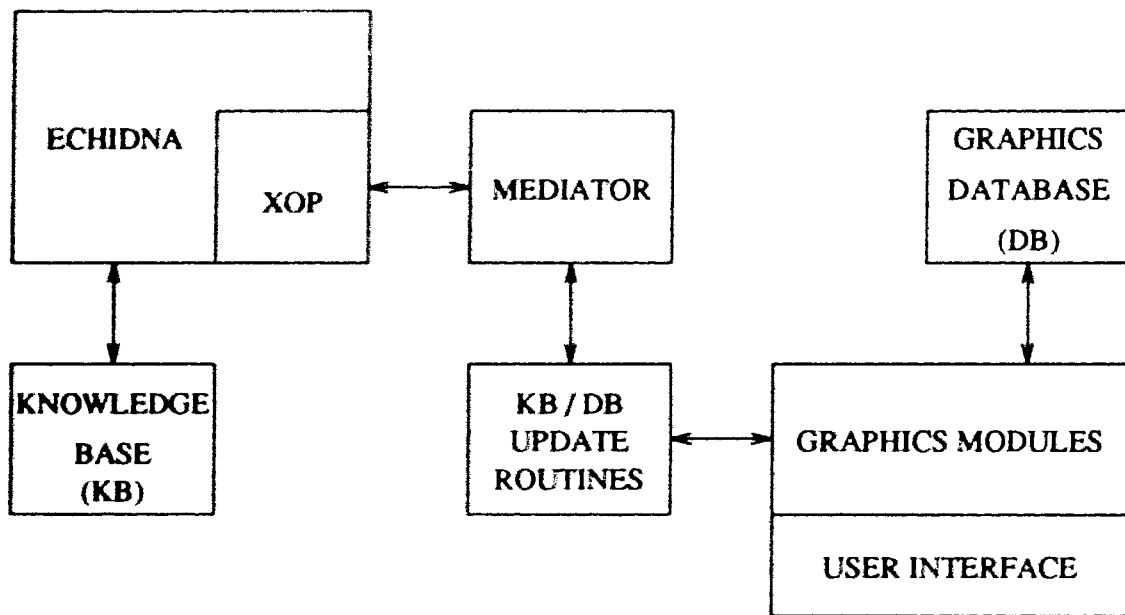 ECHIDNA
XOP
MEDIATOR
GRAPHICS
DATABASE
(DB)
KNOWLEDGE
BASE
(KB)
KB / DB
UPDATE
ROUTINES
GRAPHICS MODULES
USER INTERFACE